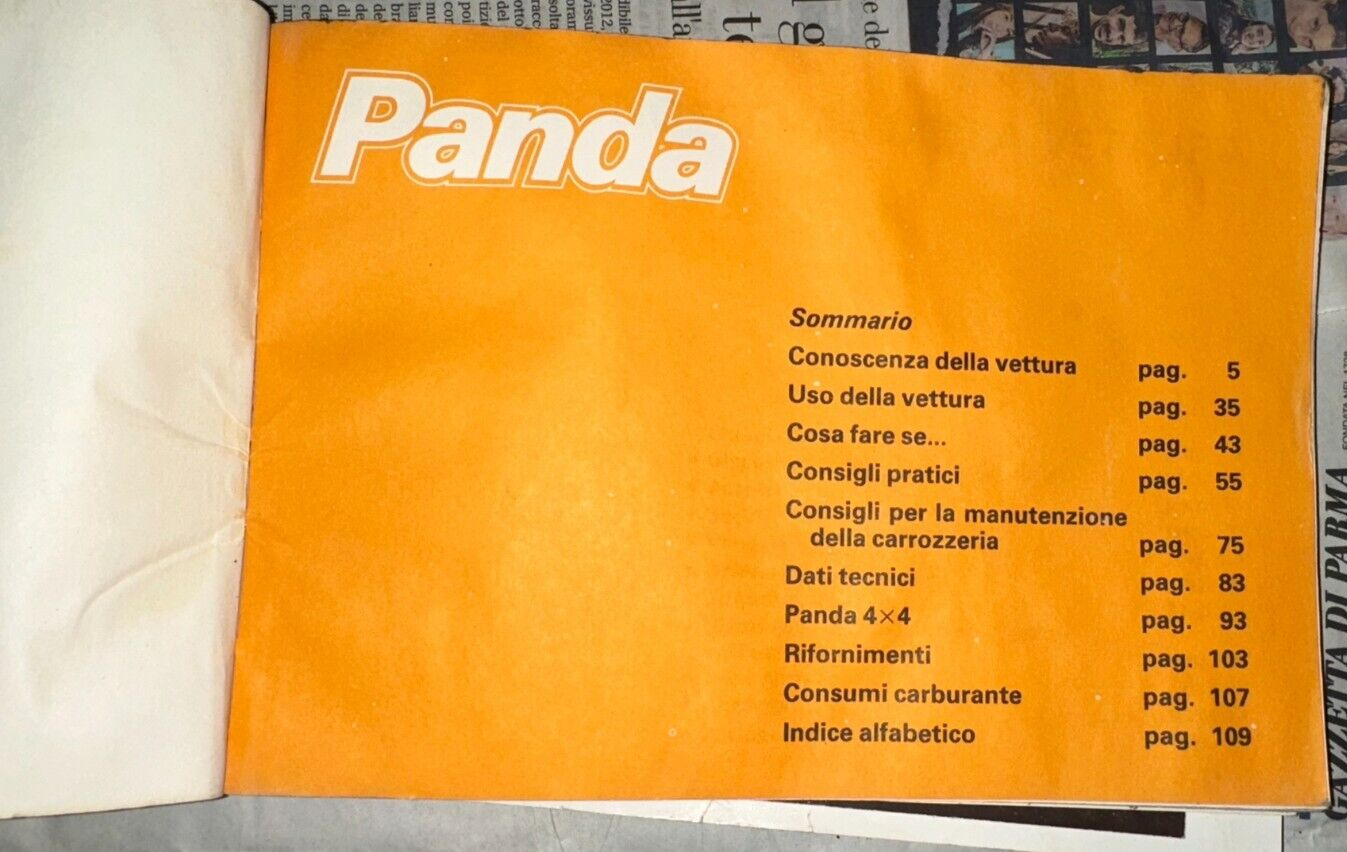 Panda
Sommario
Conoscenza della vettura pag. 5
Uso della vettura pag. 35
Cosa fare se... pag. 43
Consigli pratici pag. 55
Consigli per la manutenzione
della carrozzeria pag. 75
Dati tecnici pag. 83
Panda 4×4 pag. 93
Rifornimenti pag. 103
Consumi carburante pag. 107
Indice alfabetico pag. 109
GAZZETTA DI PARMA